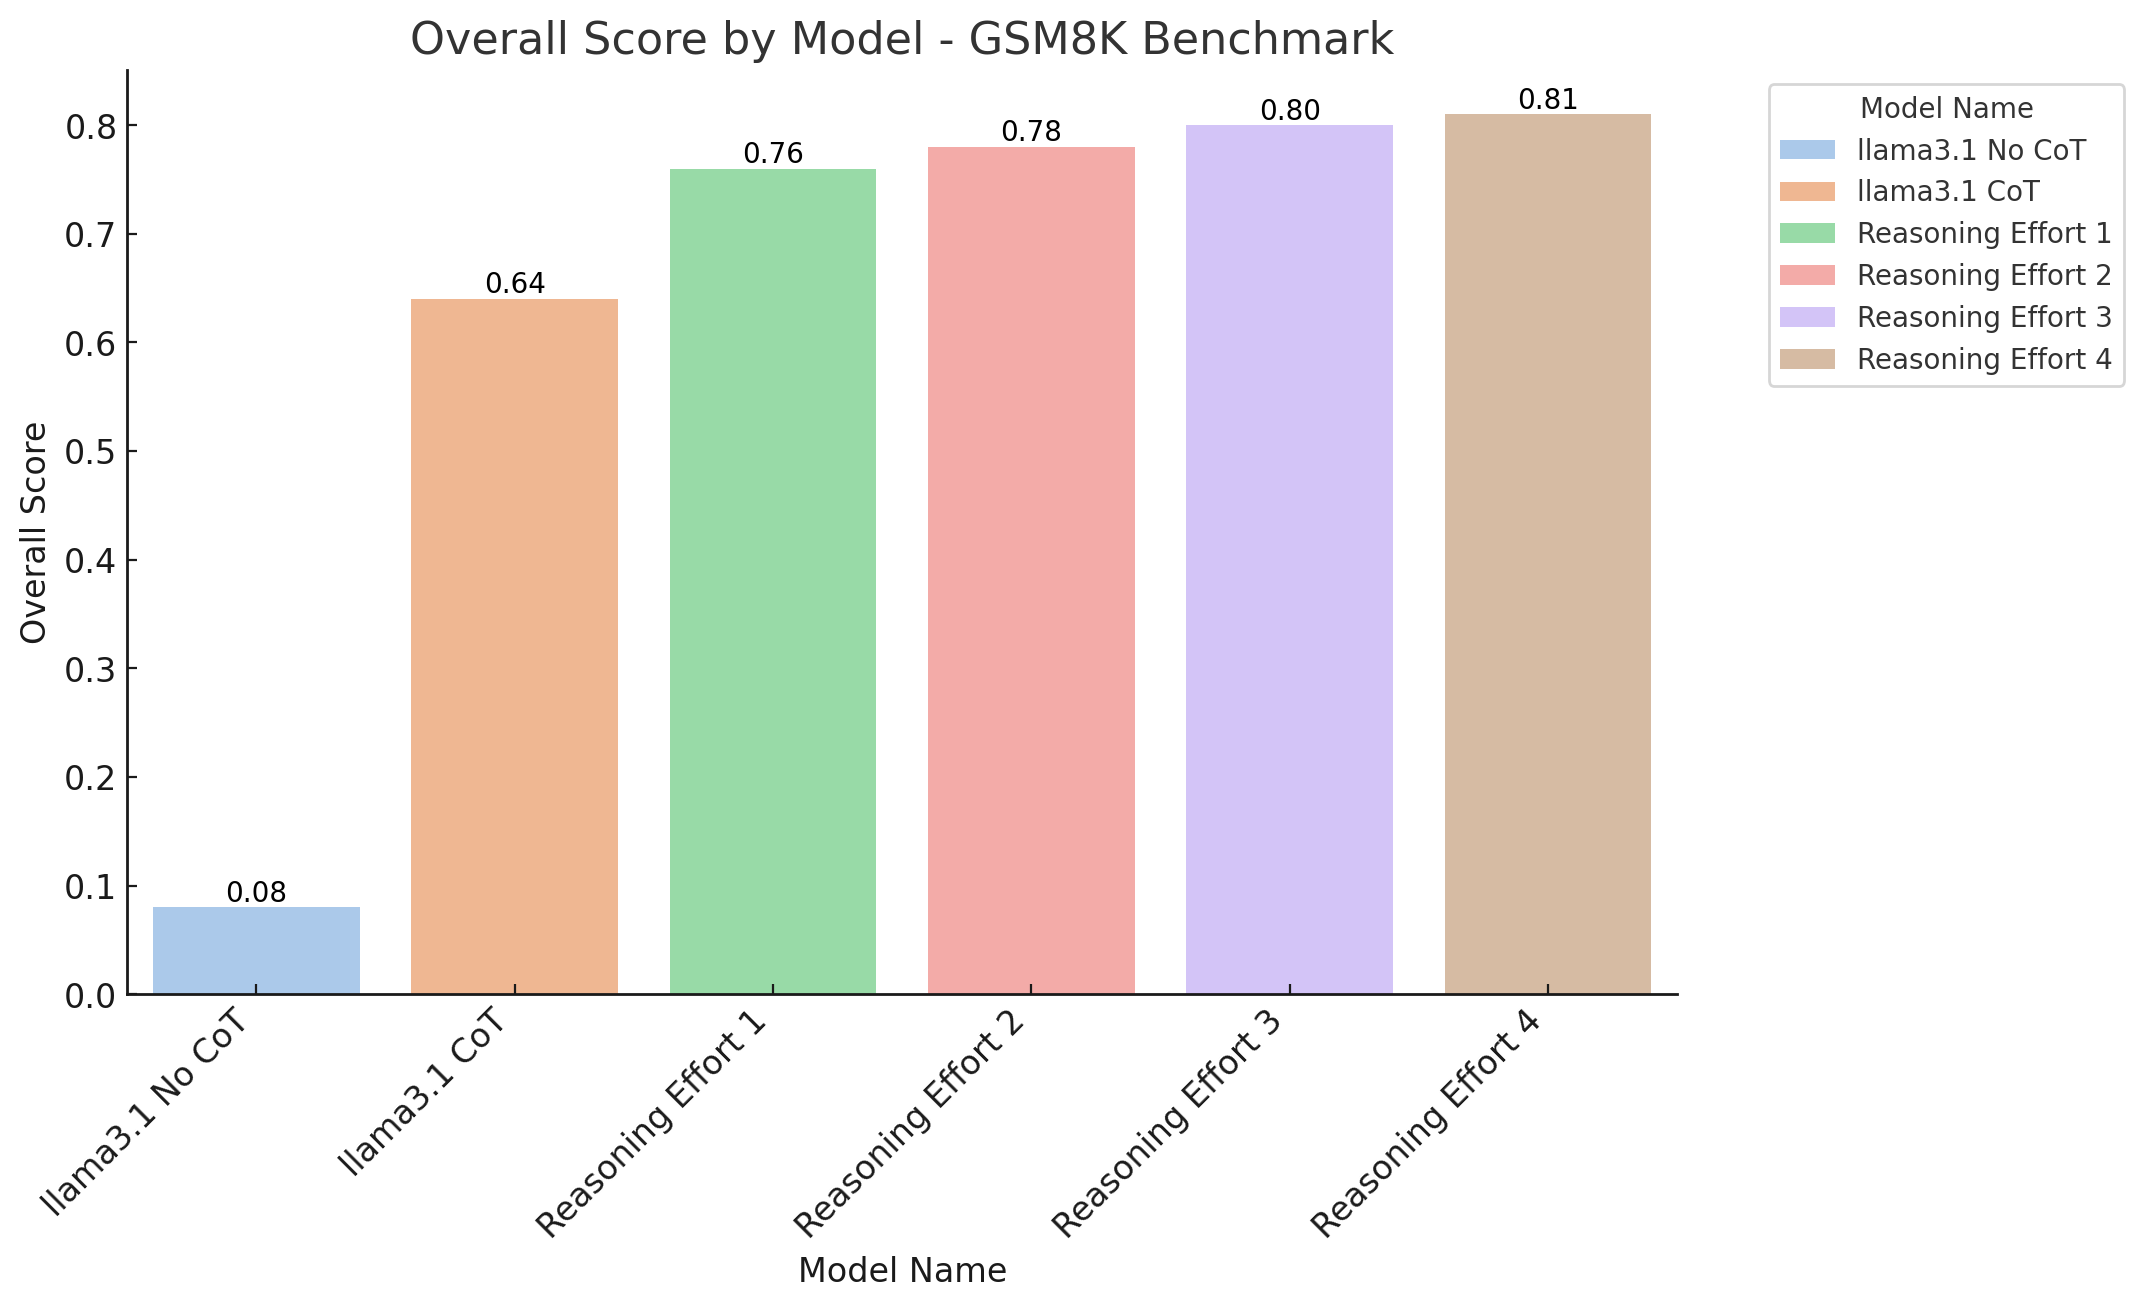 Overall Score by Model - GSM8K Benchmark
Overall Score
0.8
0.7
0.6
0.5
0.4
0.3
0.2
0.1
0.0
0.08
0.64
0.76
0.78
0.80
0.81
llama3.1 No CoT
llama3.1 CoT
Reasoning Effort 1
Reasoning Effort 2
Reasoning Effort 3
Reasoning Effort 4
Model Name
Model Name
llama3.1 No CoT
llama3.1 CoT
Reasoning Effort 1
Reasoning Effort 2
Reasoning Effort 3
Reasoning Effort 4